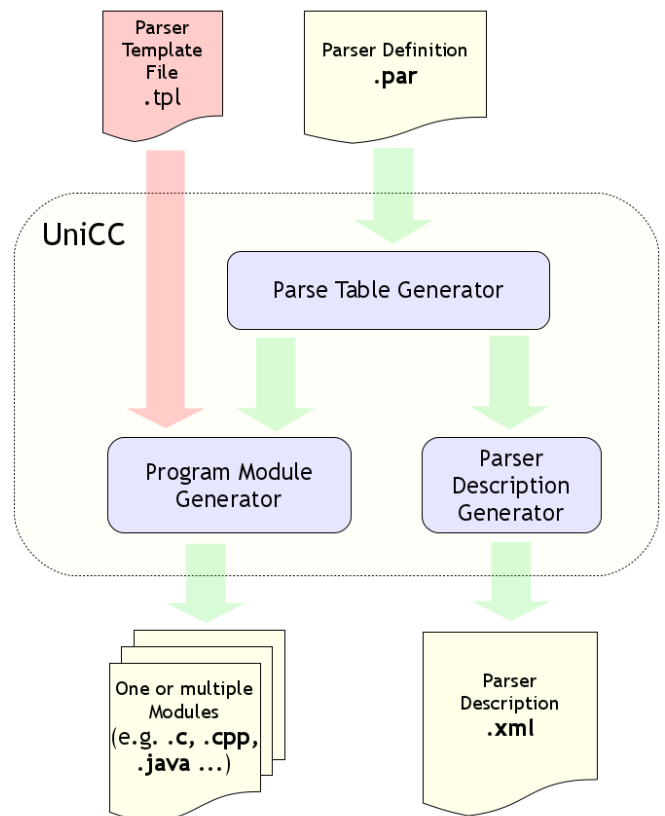 Parser
Template
File
.tpl
Parser Definition
.par
UniCC
Parse Table Generator
Program Module
Generator
Parser
Description
Generator
One or multiple
Modules
(e.g. .c, .cpp,
.java ...)
Parser
Description
.xml